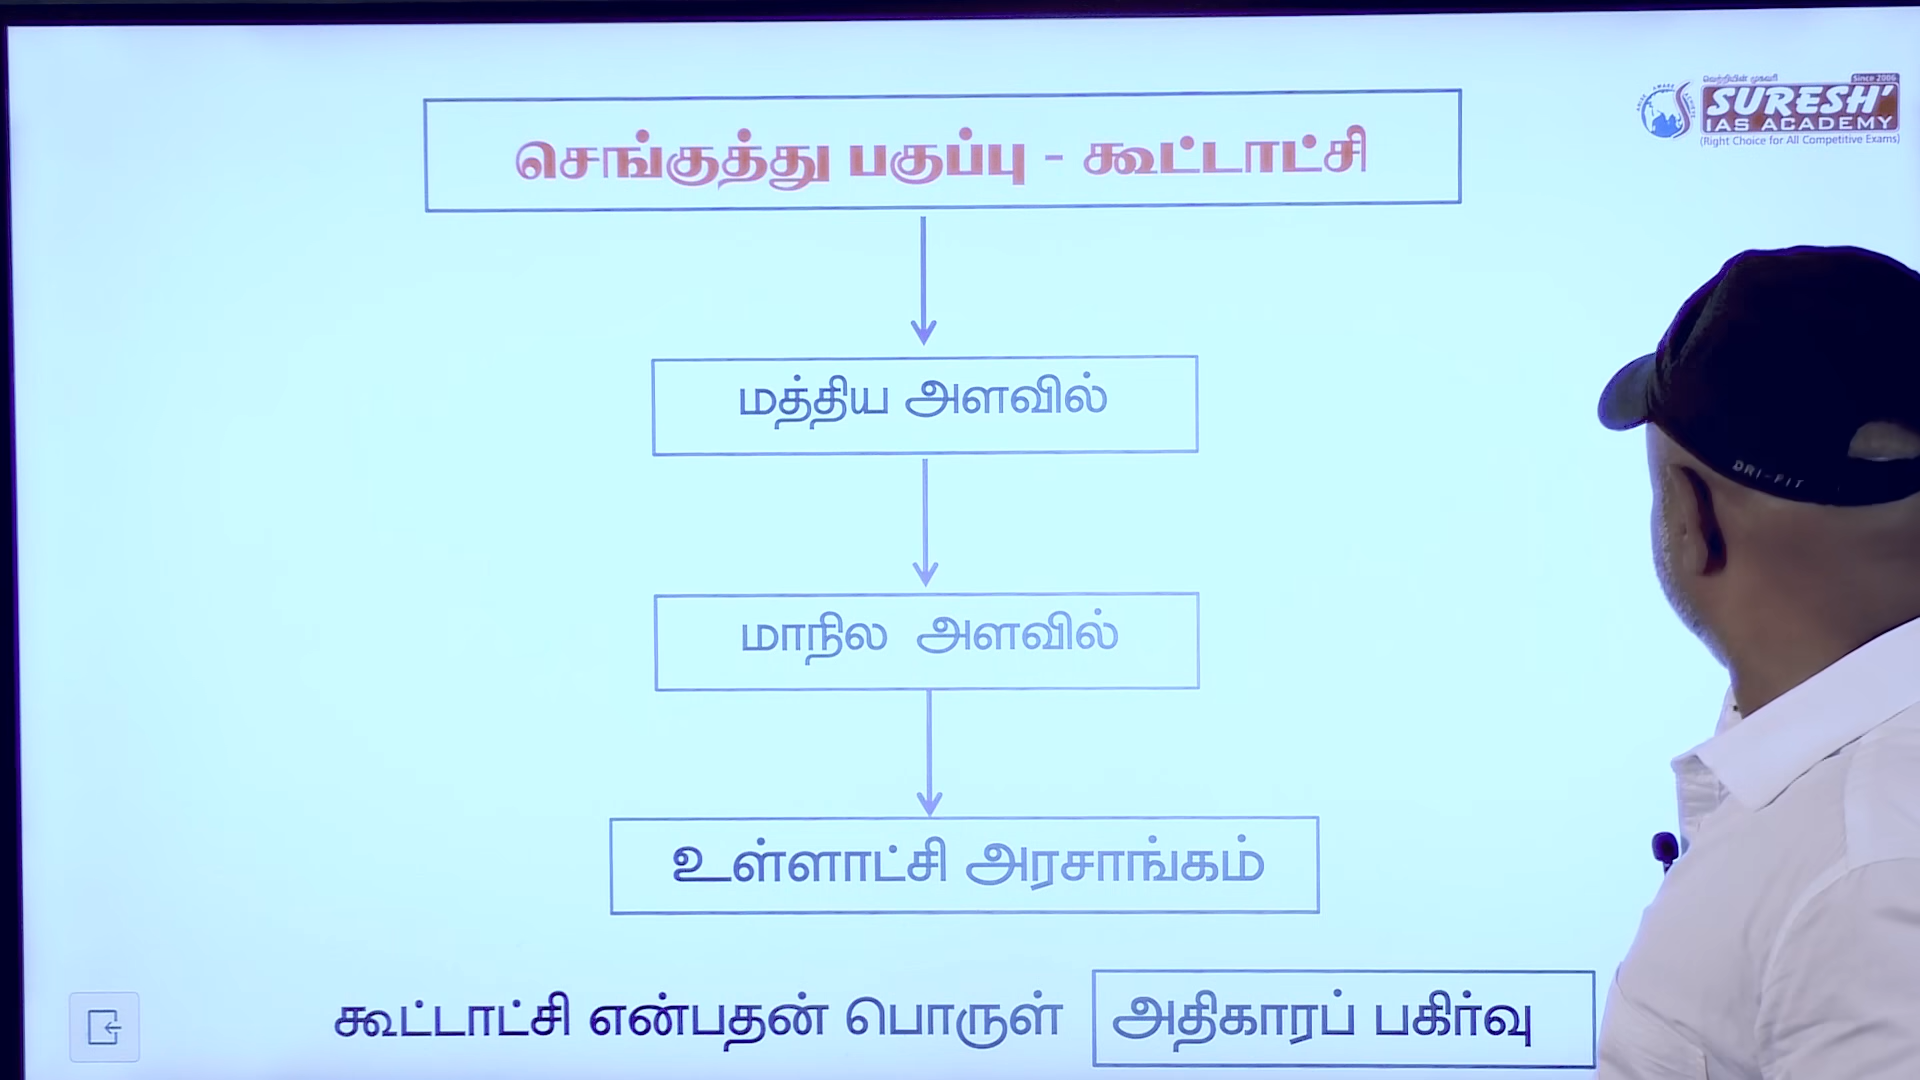 வெற்றியின் முகவரி
Since 2006
SURESH'
IAS ACADEMY
(Right Choice for All Competitive Exams)
செங்குத்து பகுப்பு - கூட்டாட்சி
மத்திய அளவில்
மாநில அளவில்
உள்ளாட்சி அரசாங்கம்
கூட்டாட்சி என்பதன் பொருள் அதிகாரப் பகிர்வு
DRI-FIT